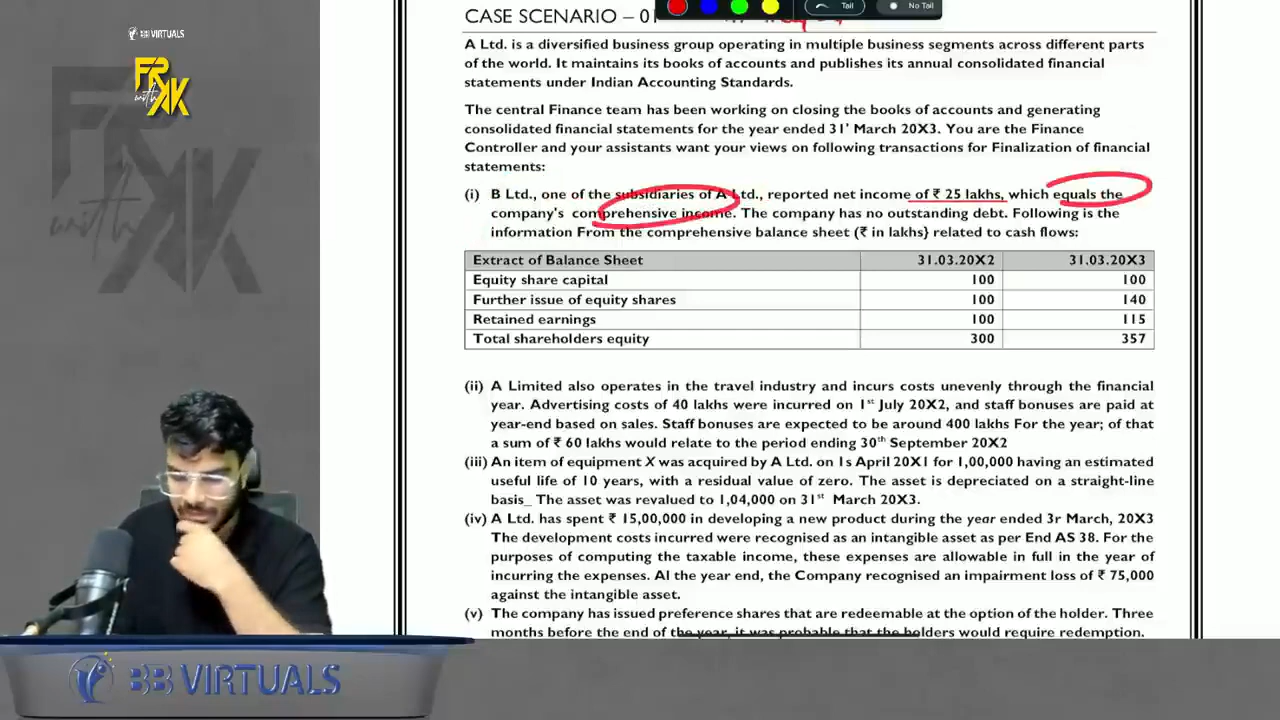 BB VIRTUALS
FR
with
AK
FR
with
AK
Tail
No Tail
CASE SCENARIO – 01
A Ltd. is a diversified business group operating in multiple business segments across different parts
of the world. It maintains its books of accounts and publishes its annual consolidated financial
statements under Indian Accounting Standards.
The central Finance team has been working on closing the books of accounts and generating
consolidated financial statements for the year ended 31' March 20X3. You are the Finance
Controller and your assistants want your views on following transactions for Finalization of financial
statements:
(i) B Ltd., one of the subsidiaries of A Ltd., reported net income of ₹ 25 lakhs, which equals the
company's comprehensive income. The company has no outstanding debt. Following is the
information From the comprehensive balance sheet (₹ in lakhs} related to cash flows:
Extract of Balance Sheet 31.03.20X2 31.03.20X3
Equity share capital 100 100
Further issue of equity shares 100 140
Retained earnings 100 115
Total shareholders equity 300 357
(ii) A Limited also operates in the travel industry and incurs costs unevenly through the financial
year. Advertising costs of 40 lakhs were incurred on 1st July 20X2, and staff bonuses are paid at
year-end based on sales. Staff bonuses are expected to be around 400 lakhs For the year; of that
a sum of ₹ 60 lakhs would relate to the period ending 30th September 20X2
(iii) An item of equipment X was acquired by A Ltd. on 1s April 20X1 for 1,00,000 having an estimated
useful life of 10 years, with a residual value of zero. The asset is depreciated on a straight-line
basis_ The asset was revalued to 1,04,000 on 31st March 20X3.
(iv) A Ltd. has spent ₹ 15,00,000 in developing a new product during the year ended 3r March, 20X3
The development costs incurred were recognised as an intangible asset as per End AS 38. For the
purposes of computing the taxable income, these expenses are allowable in full in the year of
incurring the expenses. Al the year end, the Company recognised an impairment loss of ₹ 75,000
against the intangible asset.
(v) The company has issued preference shares that are redeemable at the option of the holder. Three
months before the end of the year, it was probable that the holders would require redemption.
BB VIRTUALS